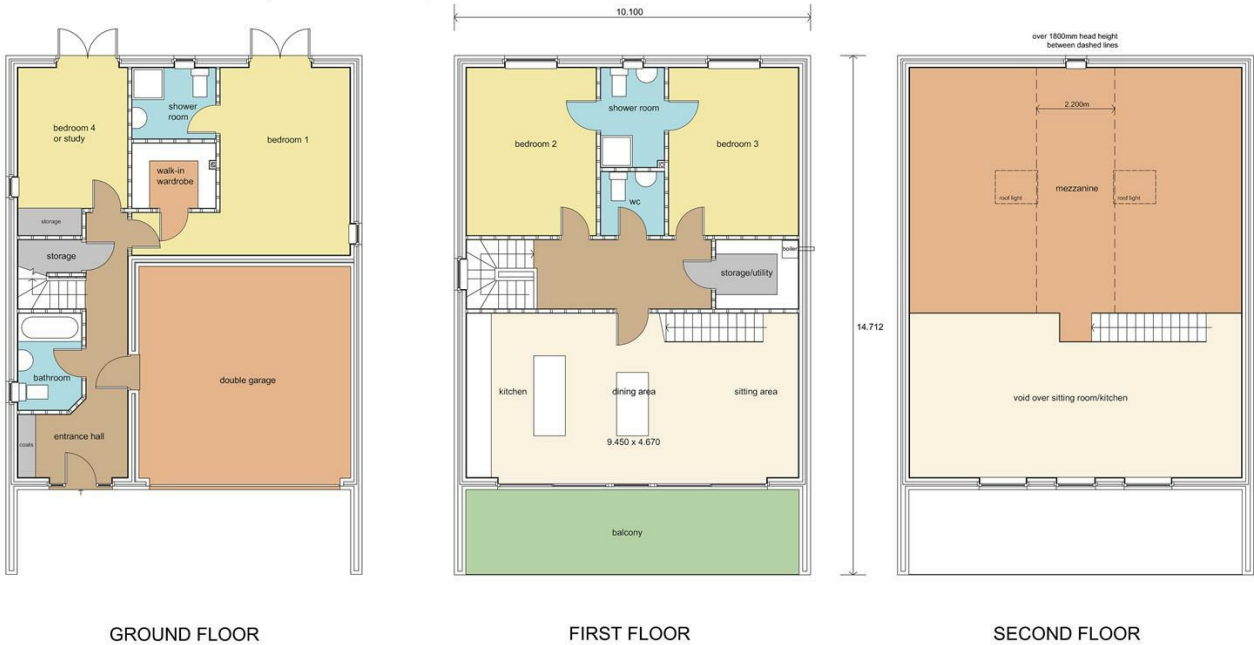 10.100
over 1800mm head height
between dashed lines
bedroom 4
or study
shower
room
bedroom 1
walk-in
wardrobe
storage
storage
bathroom
double garage
coats
entrance hall
bedroom 2
shower room
bedroom 3
wc
boiler
storage/utility
kitchen
dining area
sitting area
9.450 x 4.670
balcony
14.712
2.200m
mezzanine
roof light
roof light
void over sitting room/kitchen
GROUND FLOOR
FIRST FLOOR
SECOND FLOOR